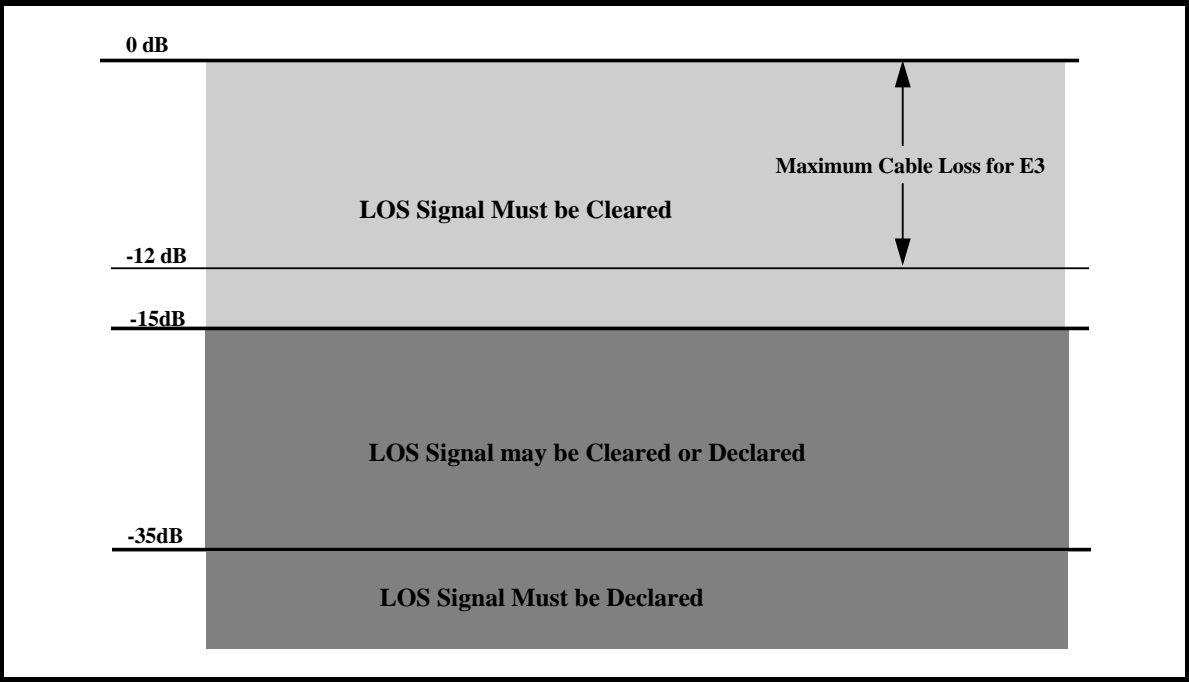 0 dB
Maximum Cable Loss for E3
LOS Signal Must be Cleared
-12 dB
-15dB
LOS Signal may be Cleared or Declared
-35dB
LOS Signal Must be Declared